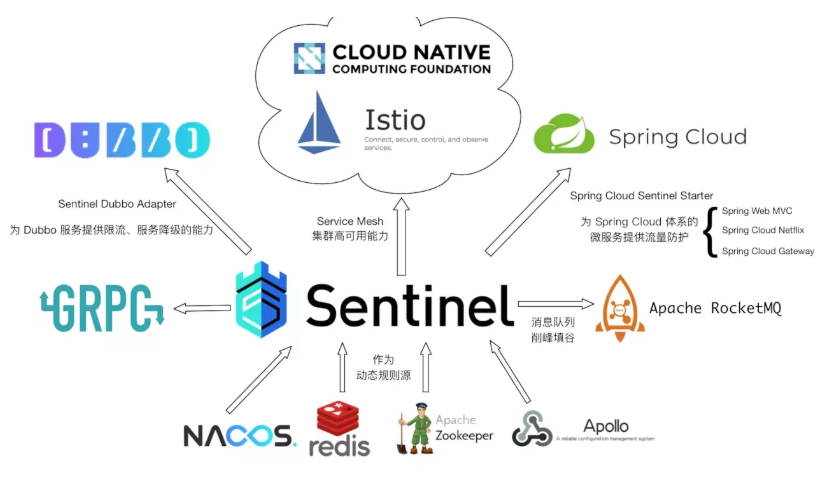 CLOUD NATIVE
COMPUTING FOUNDATION
Istio
Connect, secure, control, and observe
services.
DUBBO
Spring Cloud
Sentinel Dubbo Adapter
为 Dubbo 服务提供限流、服务降级的能力
Service Mesh
集群高可用能力
Spring Cloud Sentinel Starter
为 Spring Cloud 体系的
微服务提供流量防护
Spring Web MVC
Spring Cloud Netflix
Spring Cloud Gateway
GRPC
Sentinel
消息队列
削峰填谷
Apache RocketMQ
作为
动态规则源
NACOS.
redis
Apache
Zookeeper
Apollo
A reliable configuration management system